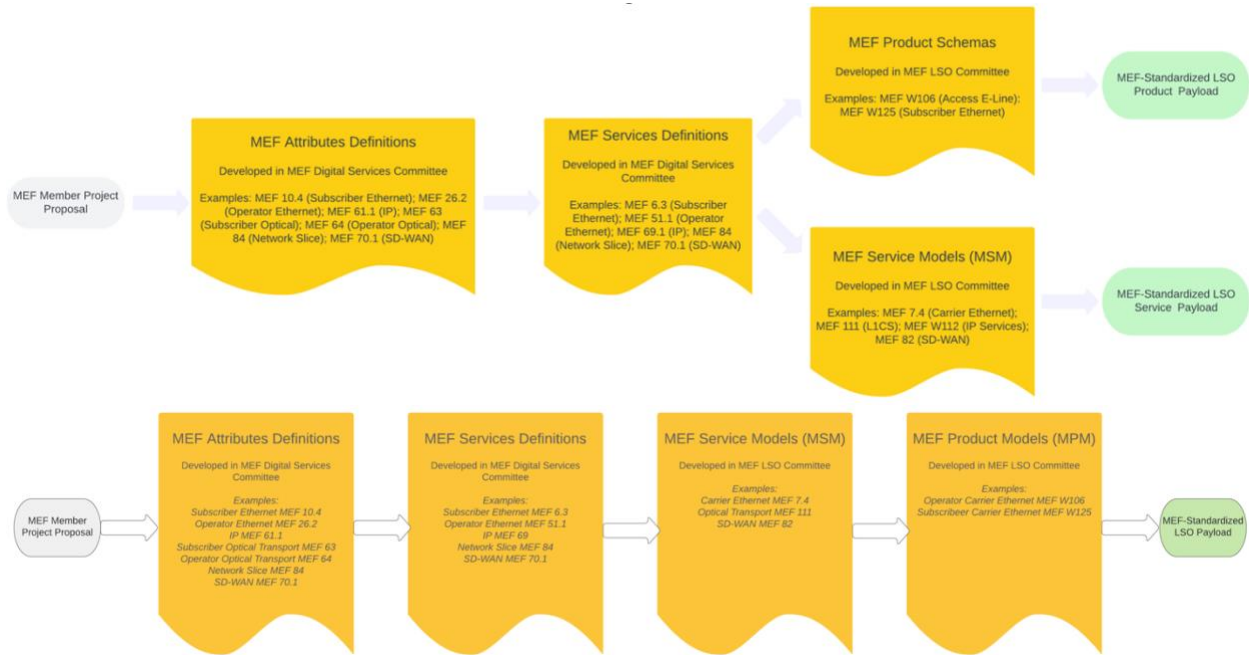 MEF Product Schemas
Developed in MEF LSO Committee
Examples: MEF W106 (Access E-Line):
MEF W125 (Subscriber Ethernet)
MEF-Standardized LSO
Product Payload
MEF Attributes Definitions
Developed in MEF Digital Services Committee
Examples: MEF 10.4 (Subscriber Ethernet); MEF 26.2
(Operator Ethernet); MEF 61.1 (IP); MEF 63
(Subscriber Optical); MEF 64 (Operator Optical); MEF
84 (Network Slice); MEF 70.1 (SD-WAN)
MEF Services Definitions
Developed in MEF Digital Services
Committee
Examples: MEF 6.3 (Subscriber
Ethernet); MEF 51.1 (Operator
Ethernet); MEF 69.1 (IP); MEF 84
(Network Slice); MEF 70.1 (SD-WAN)
MEF Member Project
Proposal
MEF Service Models (MSM)
Developed in MEF LSO Committee
Examples: MEF 7.4 (Carrier Ethernet);
MEF 111 (L1CS); MEF W112 (IP Services);
MEF 82 (SD-WAN)
MEF-Standardized LSO
Service Payload
MEF Attributes Definitions
Developed in MEF Digital Services
Committee
Examples:
Subscriber Ethernet MEF 10.4
Operator Ethernet MEF 26.2
IP MEF 61.1
Subscriber Optical Transport MEF 63
Operator Optical Transport MEF 64
Network Slice MEF 84
SD-WAN MEF 70.1
MEF Services Definitions
Developed in MEF Digital Services
Committee
Examples:
Subscriber Ethernet MEF 6.3
Operator Ethernet MEF 51.1
IP MEF 69
Network Slice MEF 84
SD-WAN MEF 70.1
MEF Service Models (MSM)
Developed in MEF LSO Committee
Examples:
Carrier Ethernet MEF 7.4
Optical Transport MEF 111
SD-WAN MEF 82
MEF Product Models (MPM)
Developed in MEF LSO Committee
Examples:
Operator Carrier Ethernet MEF W106
Subscribeer Carrier Ethernet MEF W125
MEF Member
Project Proposal
MEF-Standardized
LSO Payload